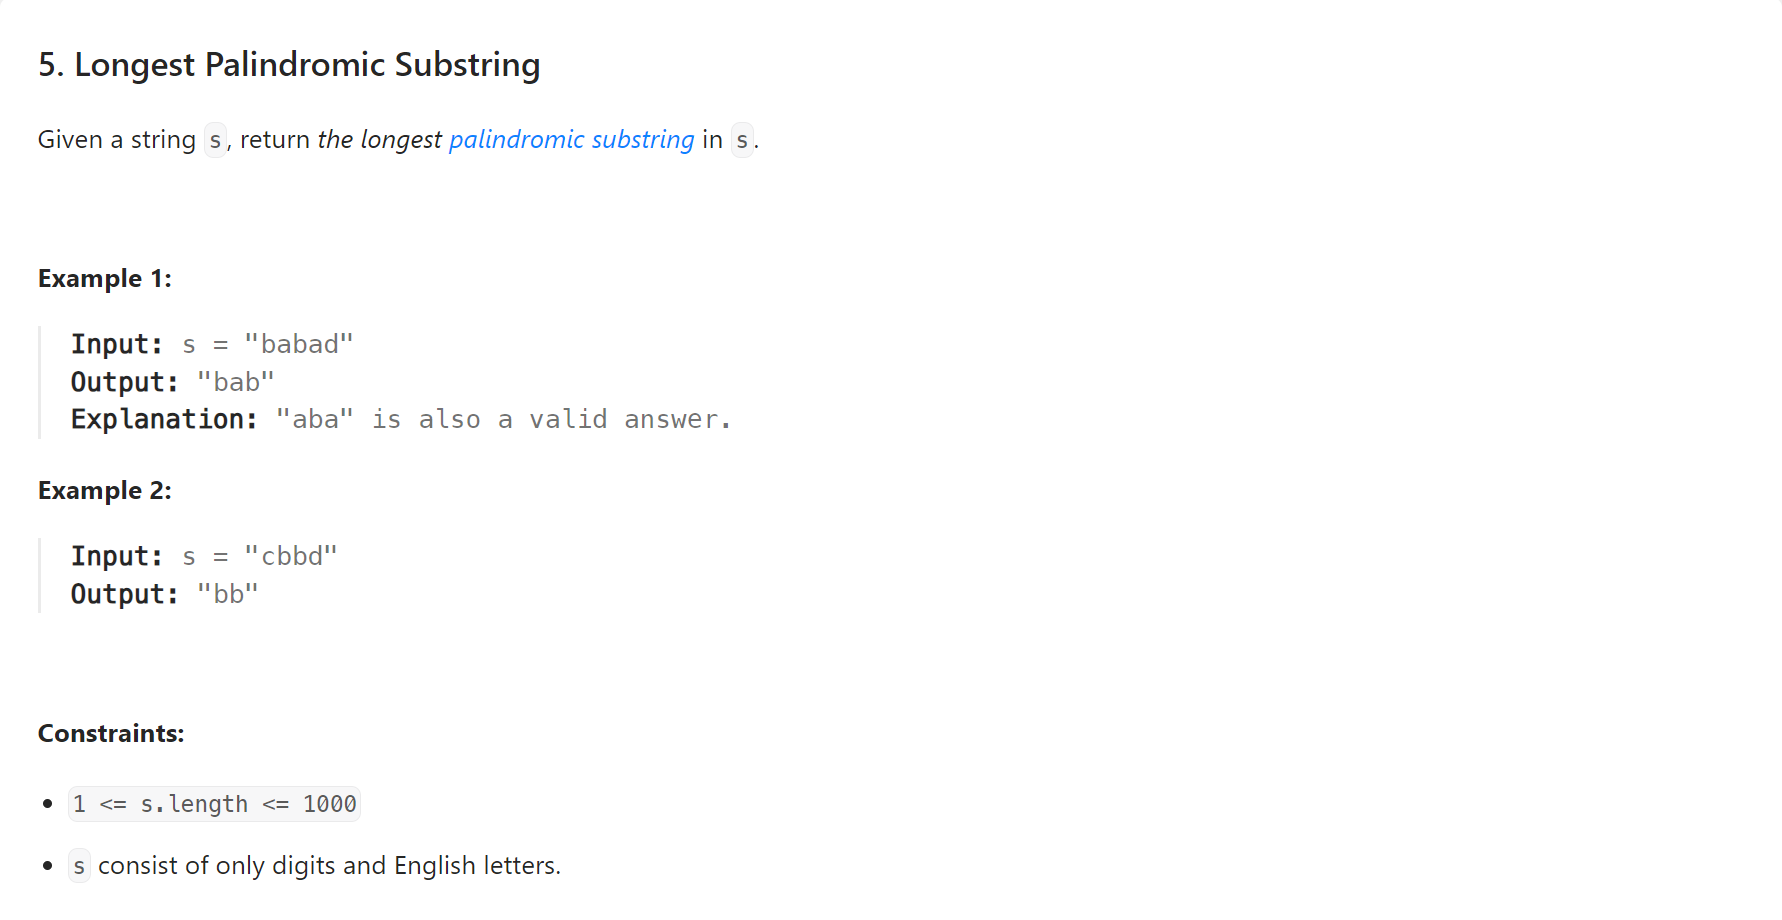 5. Longest Palindromic Substring
Given a string s, return the longest palindromic substring in s.
Example 1:
Input: s = "babad"
Output: "bab"
Explanation: "aba" is also a valid answer.
Example 2:
Input: s = "cbbd"
Output: "bb"
Constraints:
• 1 <= s.length <= 1000
• s consist of only digits and English letters.